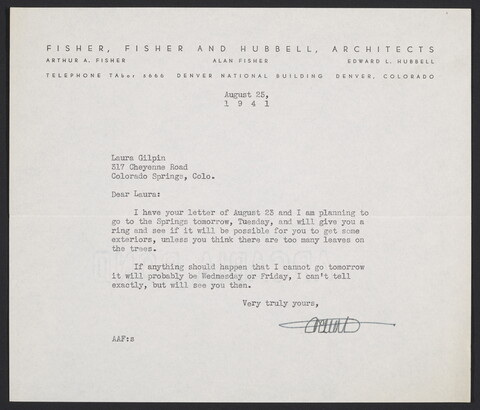 FISHER, FISHER AND HUBBELL, ARCHITECTS
ARTHUR A. FISHER ALAN FISHER EDWARD L. HUBBELL
TELEPHONE TAbor 3666 DENVER NATIONAL BUILDING DENVER, COLORADO
August 25,
1 9 4 1
Laura Gilpin
317 Cheyenne Road
Colorado Springs, Colo.
Dear Laura:
I have your letter of August 23 and I am planning to
go to the Springs tomorrow, Tuesday, and will give you a
ring and see if it will be possible for you to get some
exteriors, unless you think there are too many leaves on
the trees.
If anything should happen that I cannot go tomorrow
it will probably be Wednesday or Friday, I can't tell
exactly, but will see you then.
Very truly yours,
AAF:s